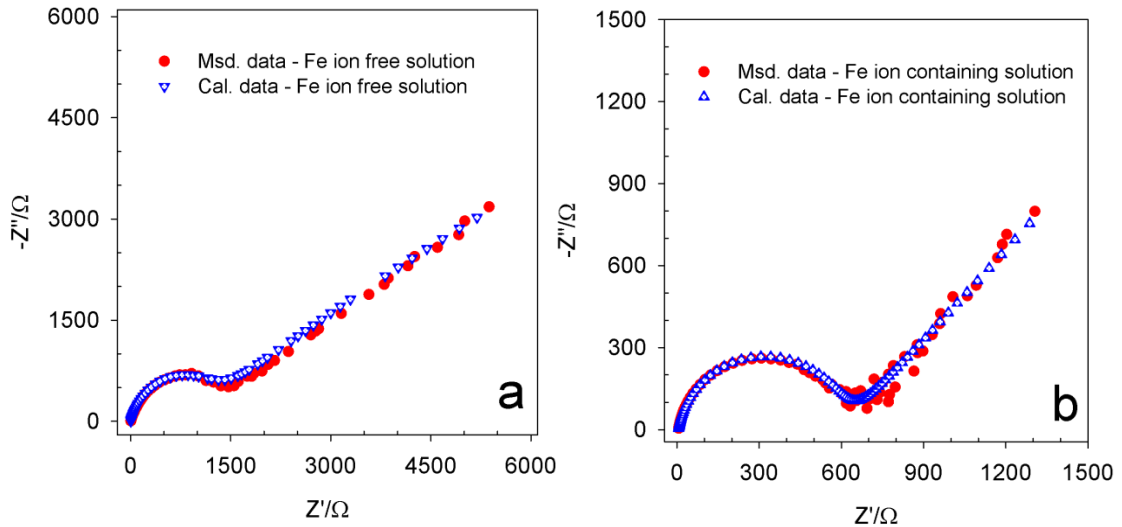 6000
4500
3000
1500
0
-Z''/Ω
Msd. data - Fe ion free solution
Cal. data - Fe ion free solution
a
0 1500 3000 4500 6000
Z'/Ω
1500
1200
900
600
300
0
-Z''/Ω
Msd. data - Fe ion containing solution
Cal. data - Fe ion containing solution
b
0 300 600 900 1200 1500
Z'/Ω